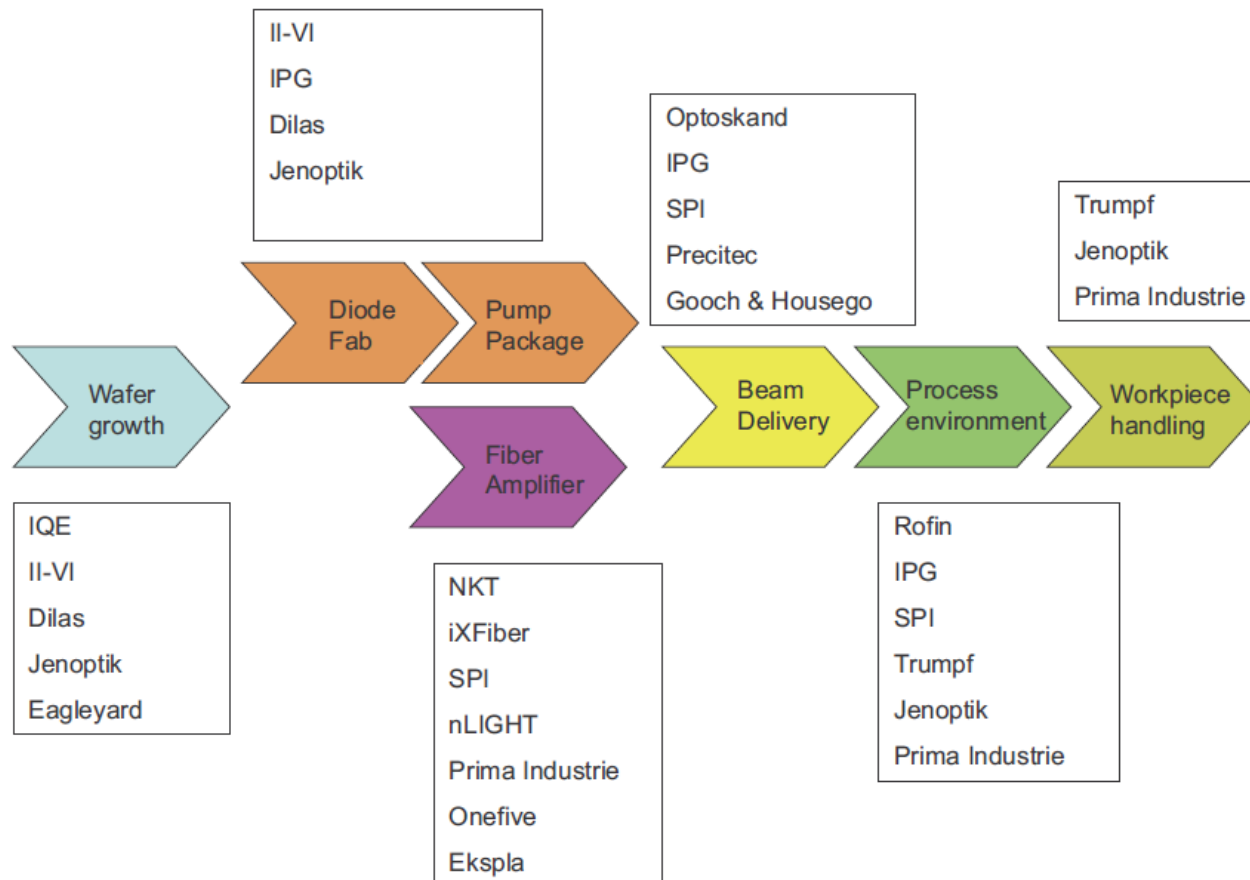 II-VI
IPG
Dilas
Jenoptik
Optoskand
IPG
SPI
Precitec
Gooch & Housego
Trumpf
Jenoptik
Prima Industrie
Diode
Fab
Pump
Package
Wafer
growth
Fiber
Amplifier
Beam
Delivery
Process
environment
Workpiece
handling
IQE
II-VI
Dilas
Jenoptik
Eagleyard
NKT
iXFiber
SPI
nLIGHT
Prima Industrie
Onefive
Ekspla
Rofin
IPG
SPI
Trumpf
Jenoptik
Prima Industrie